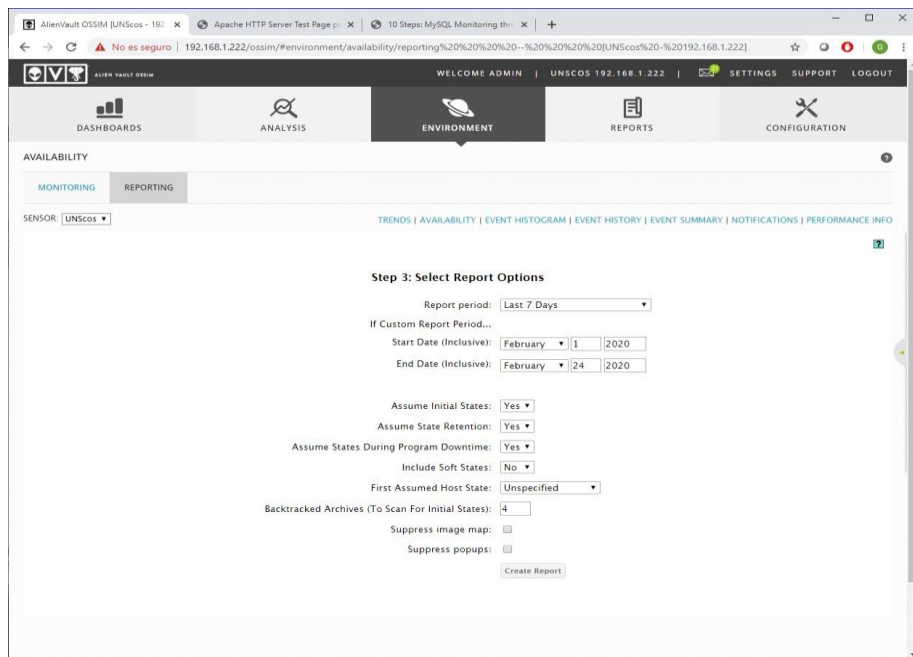 AlienVault OSSIM [UNScos - 192
Apache HTTP Server Test Page p
10 Steps: MySQL Monitoring thro
No es seguro | 192.168.1.222/ossim/#environment/availability/reporting%20%20%20%20--%20%20%20%20[UNScos%20-%20192.168.1.222]
G
ALIEN VAULT OSSIM
WELCOME ADMIN | UNSCOS 192.168.1.222 | SETTINGS SUPPORT LOGOUT
DASHBOARDS ANALYSIS ENVIRONMENT REPORTS CONFIGURATION
AVAILABILITY ?
MONITORING REPORTING
SENSOR: UNScos
TRENDS | AVAILABILITY | EVENT HISTOGRAM | EVENT HISTORY | EVENT SUMMARY | NOTIFICATIONS | PERFORMANCE INFO
?
Step 3: Select Report Options
Report period: Last 7 Days
If Custom Report Period...
Start Date (Inclusive): February 1 2020
End Date (Inclusive): February 24 2020
Assume Initial States: Yes
Assume State Retention: Yes
Assume States During Program Downtime: Yes
Include Soft States: No
First Assumed Host State: Unspecified
Backtracked Archives (To Scan For Initial States): 4
Suppress image map:
Suppress popups:
Create Report